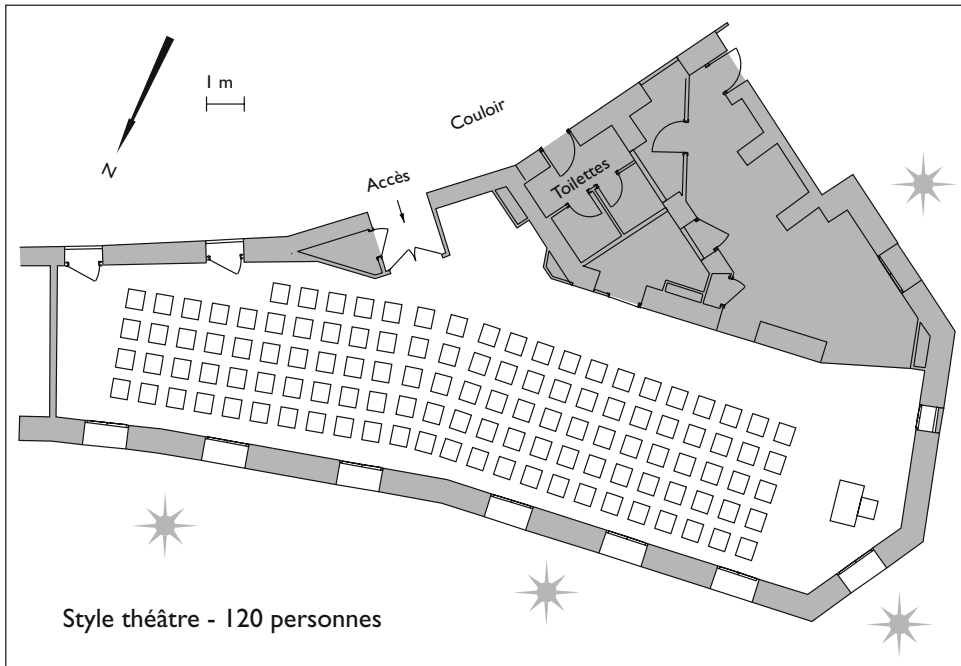 1 m
N
Couloir
Accès
Toilettes
Style théâtre - 120 personnes